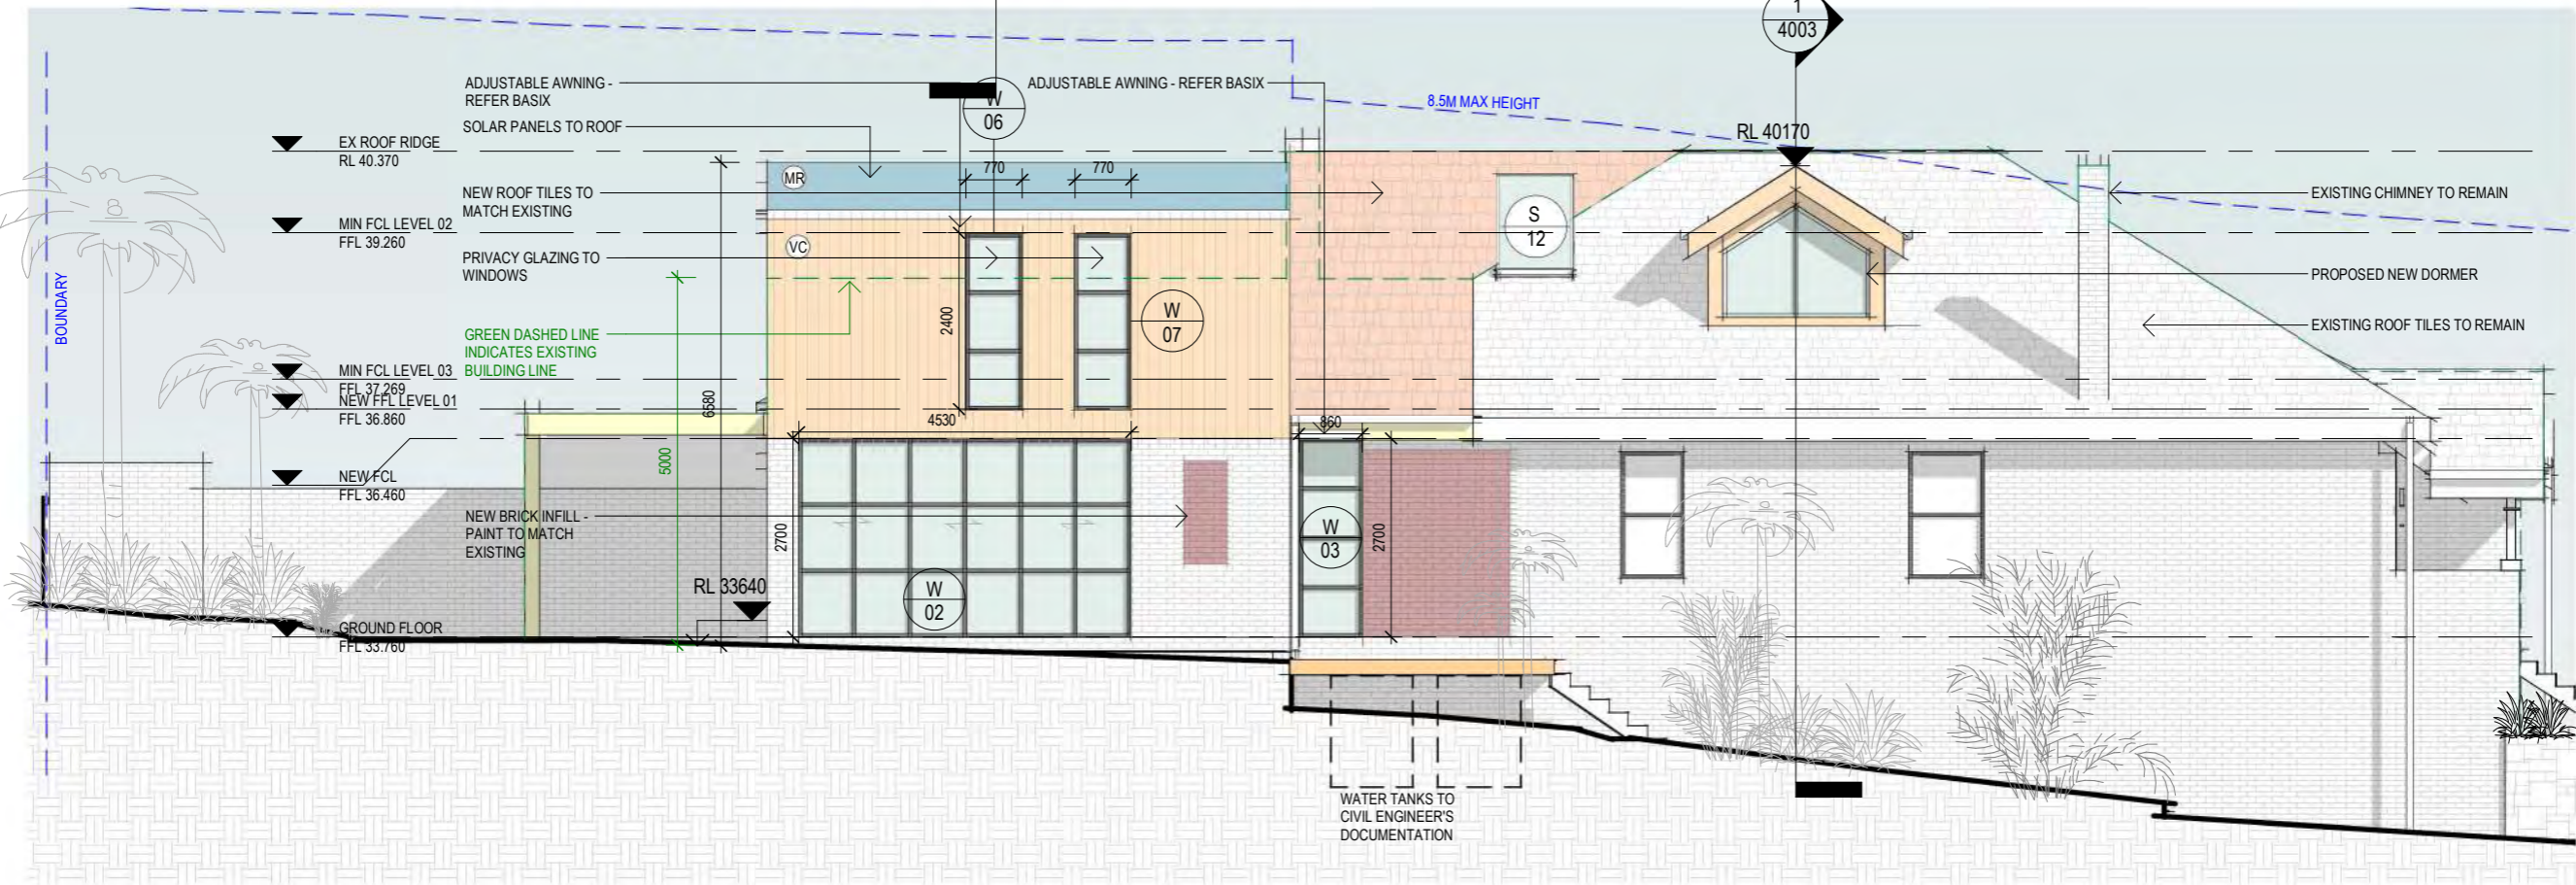 1
4003
ADJUSTABLE AWNING -
REFER BASIX
W
06
ADJUSTABLE AWNING - REFER BASIX
8.5M MAX HEIGHT
SOLAR PANELS TO ROOF
RL 40170
EX ROOF RIDGE
RL 40.370
MR
770
770
NEW ROOF TILES TO
MATCH EXISTING
EXISTING CHIMNEY TO REMAIN
MIN FCL LEVEL 02
FFL 39.260
S
12
VC
PRIVACY GLAZING TO
WINDOWS
PROPOSED NEW DORMER
BOUNDARY
W
07
2400
GREEN DASHED LINE
INDICATES EXISTING
BUILDING LINE
EXISTING ROOF TILES TO REMAIN
MIN FCL LEVEL 03
FFL 37.269
NEW FFL LEVEL 01
FFL 36.860
6580
4530
860
5000
NEW FCL
FFL 36.460
NEW BRICK INFILL -
PAINT TO MATCH
EXISTING
2700
W
03
2700
RL 33640
W
02
GROUND FLOOR
FFL 33.760
WATER TANKS TO
CIVIL ENGINEER'S
DOCUMENTATION